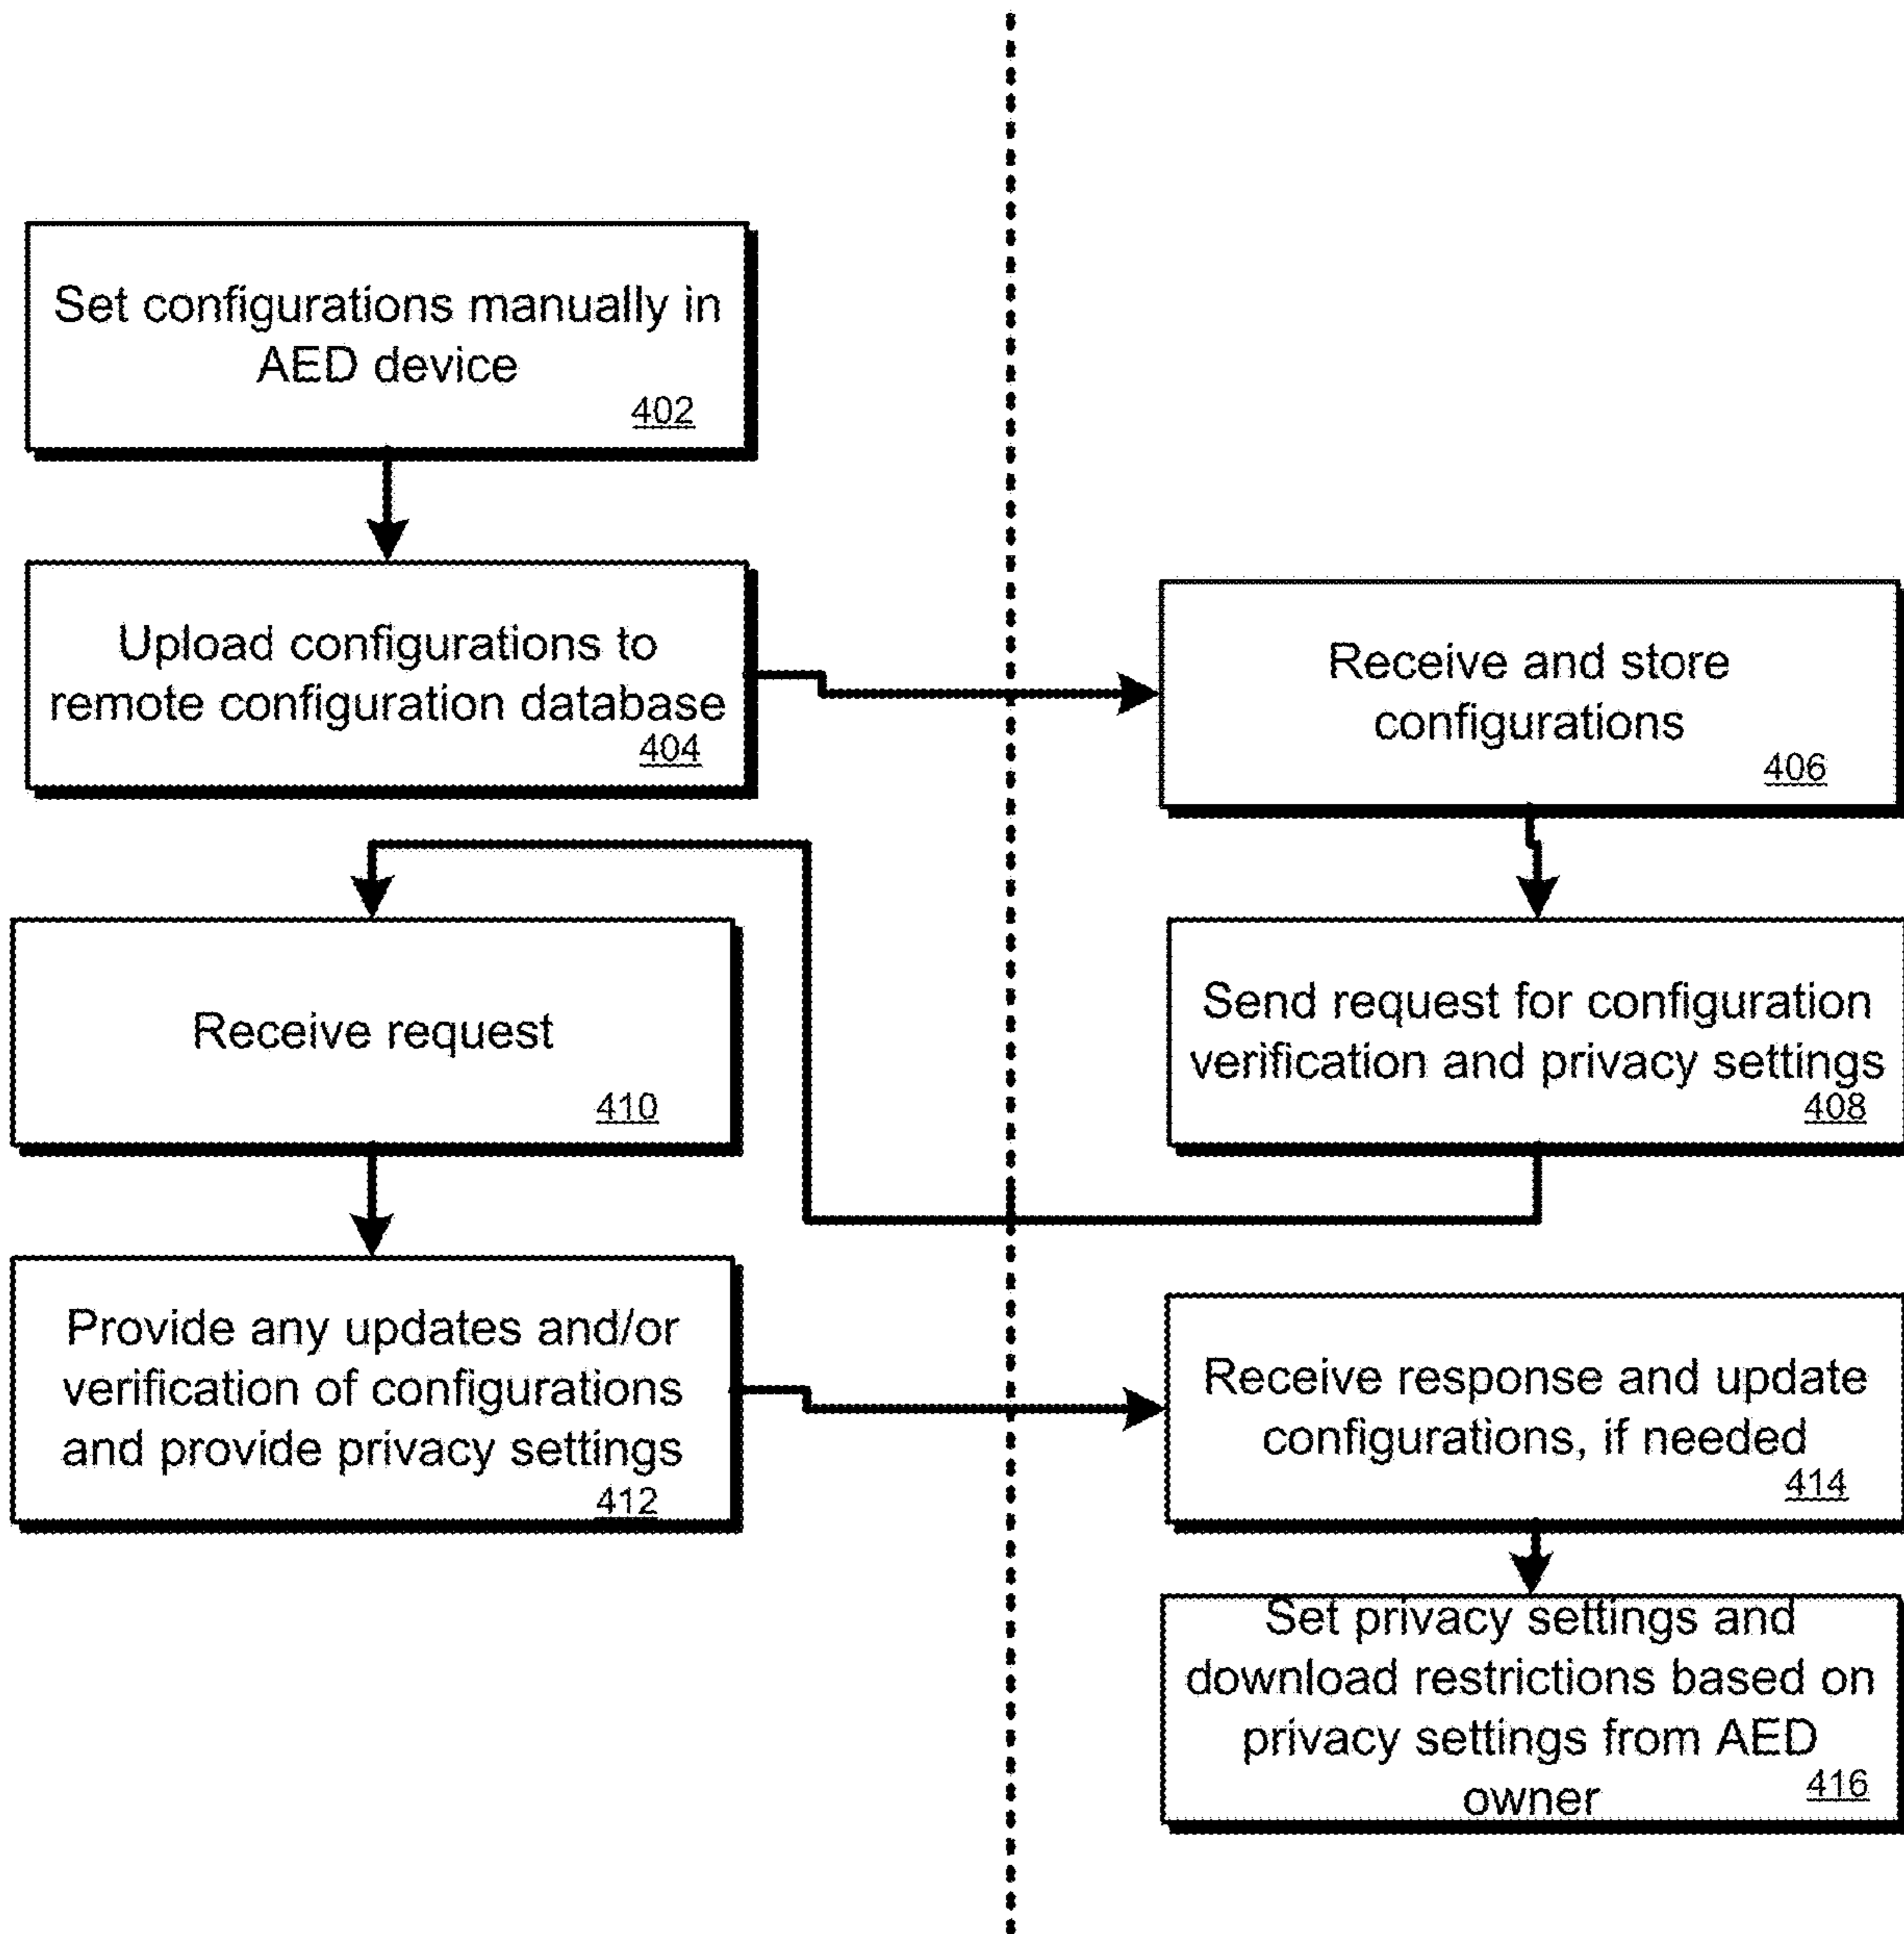 Set configurations manually in
AED device
402
Upload configurations to
remote configuration database
404
Receive and store
configurations
406
Send request for configuration
verification and privacy settings
408
Receive request
410
Provide any updates and/or
verification of configurations
and provide privacy settings
412
Receive response and update
configurations, if needed
414
Set privacy settings and
download restrictions based on
privacy settings from AED
owner
416